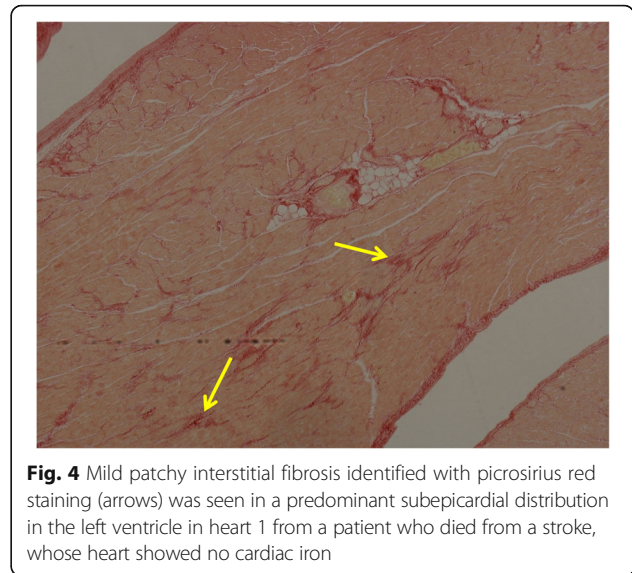 Fig. 4 Mild patchy interstitial fibrosis identified with picrosirius red
staining (arrows) was seen in a predominant subepicardial distribution
in the left ventricle in heart 1 from a patient who died from a stroke,
whose heart showed no cardiac iron